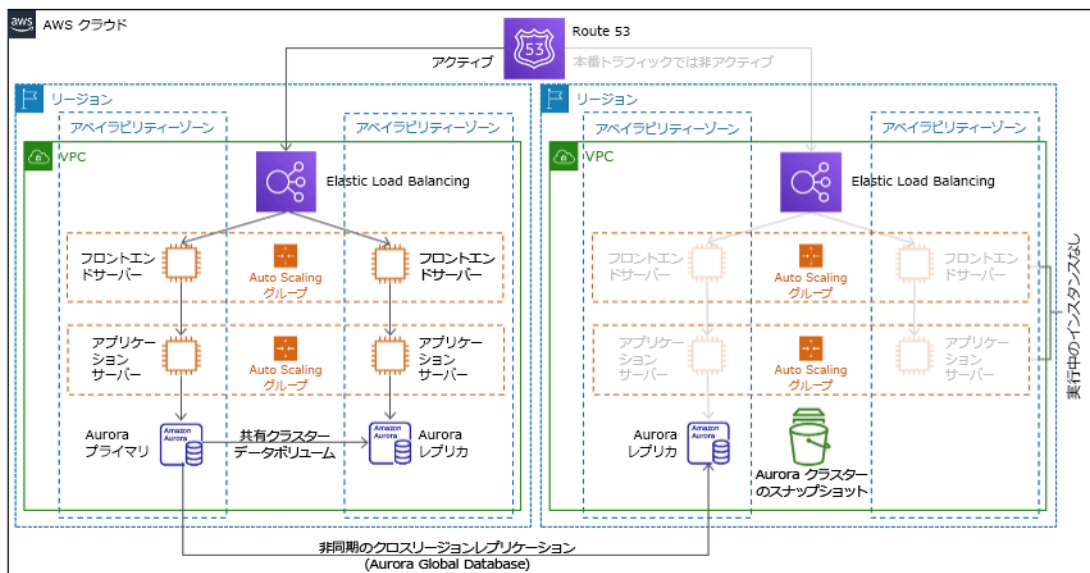 aws
AWS クラウド
Route 53
53
アクティブ
本番トラフィックでは非アクティブ
リージョン
アベイラビリティーゾーン
アベイラビリティーゾーン
VPC
Elastic Load Balancing
フロントエン
ドサーバー
Auto Scaling
グループ
フロントエン
ドサーバー
アプリケー
ション
サーバー
Auto Scaling
グループ
アプリケー
ション
サーバー
Aurora
プライマリ
Amazon
Aurora
共有クラスター
データボリューム
Amazon
Aurora
Aurora
レプリカ
リージョン
アベイラビリティーゾーン
アベイラビリティーゾーン
VPC
Elastic Load Balancing
フロントエン
ドサーバー
Auto Scaling
グループ
フロントエン
ドサーバー
アプリケー
ション
サーバー
Auto Scaling
グループ
アプリケー
ション
サーバー
実行中のインスタンスなし
Aurora
レプリカ
Amazon
Aurora
Aurora クラスター
のスナップショット
非同期のクロスリージョンレプリケーション
(Aurora Global Database)